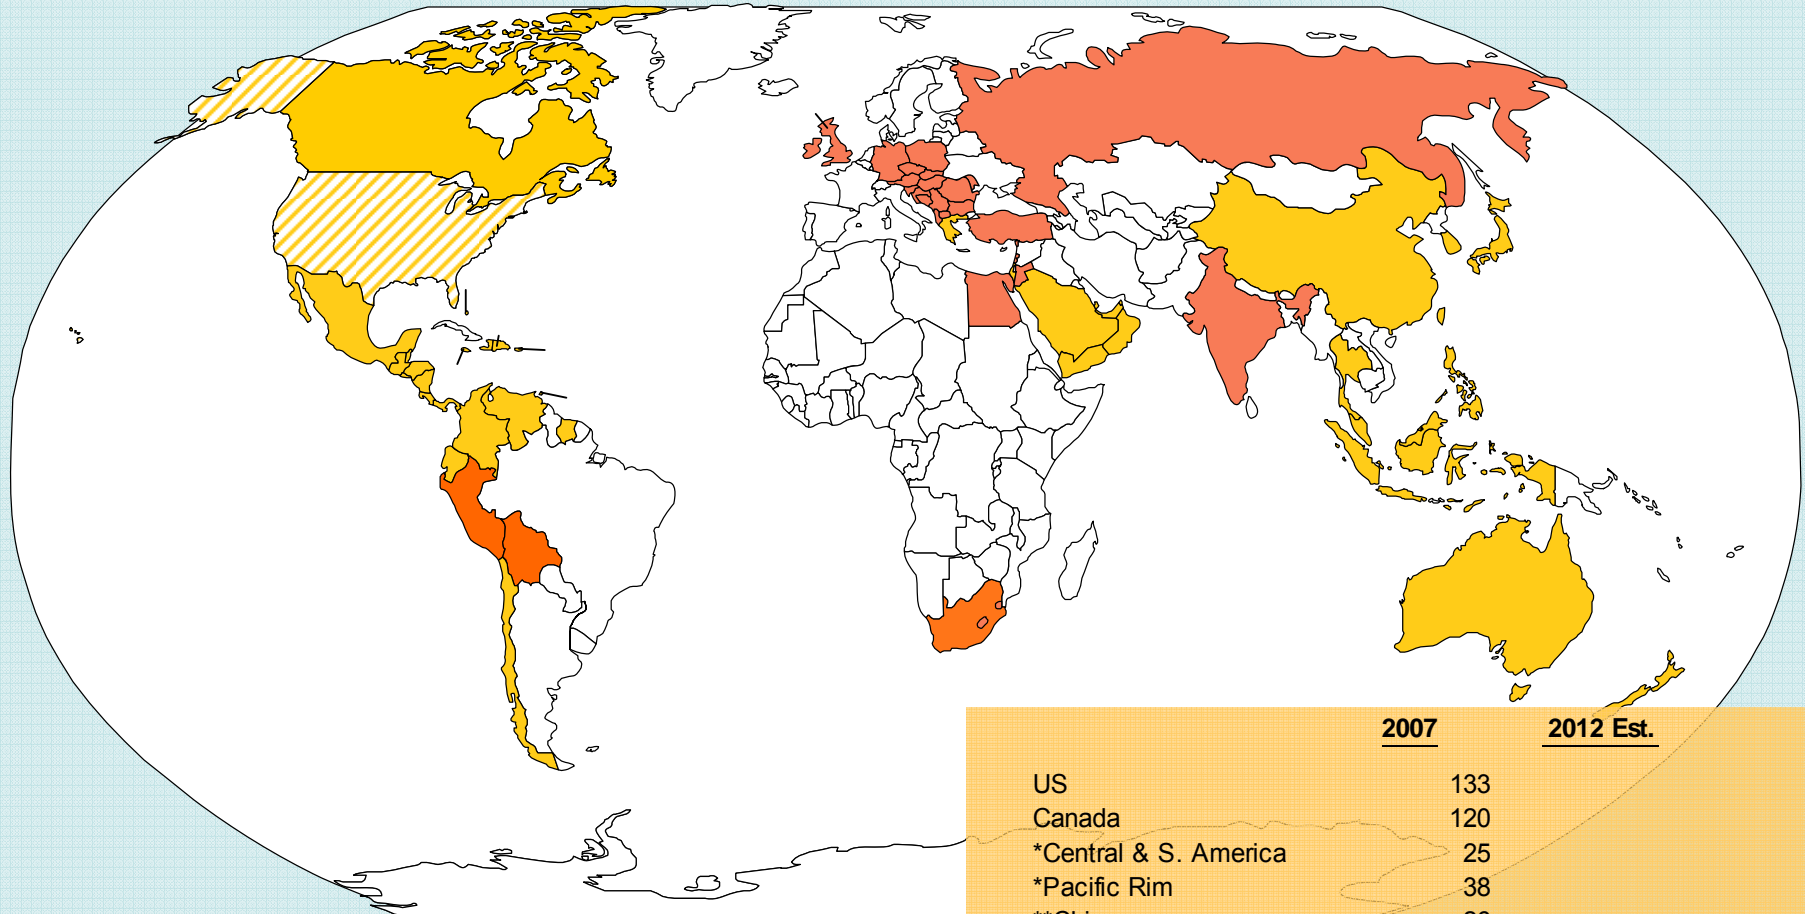 2007 2012 Est.
US 133
Canada 120
*Central & S. America 25
*Pacific Rim 38